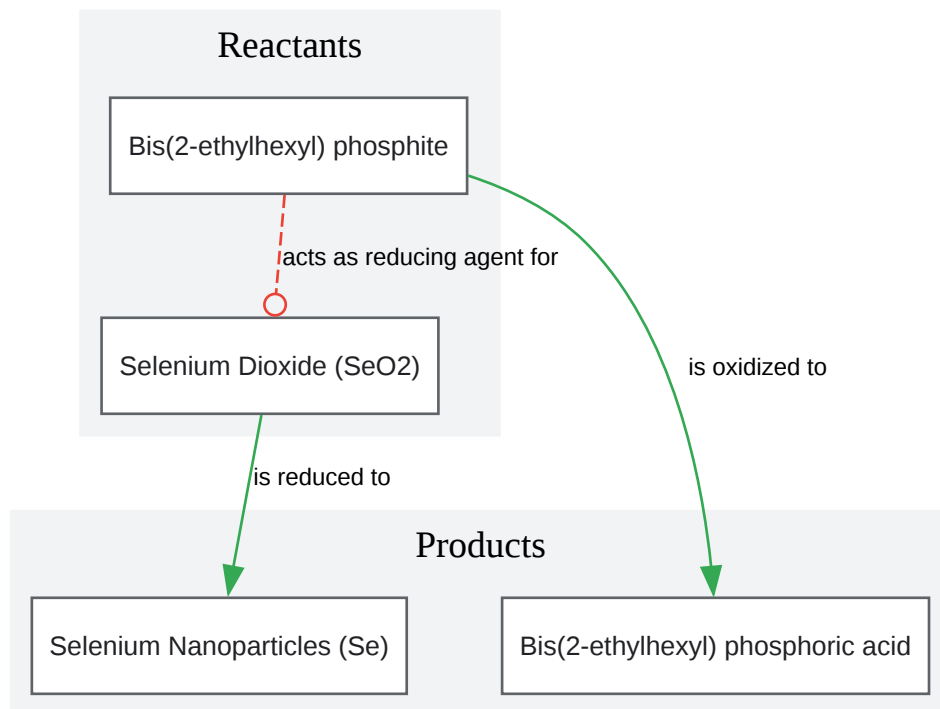 Reactants
Bis(2-ethylhexyl) phosphite
acts as reducing agent for
Selenium Dioxide (SeO2)
is oxidized to
is reduced to
Products
Selenium Nanoparticles (Se)
Bis(2-ethylhexyl) phosphoric acid